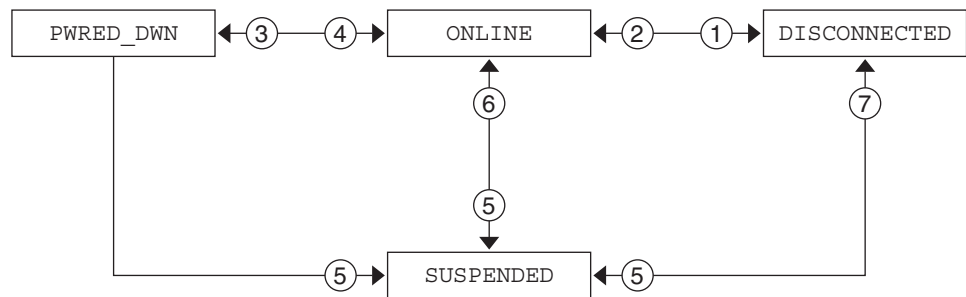 PWRED_DWN 3 4 ONLINE 2 1 DISCONNECTED
6 7
5
5 SUSPENDED 5